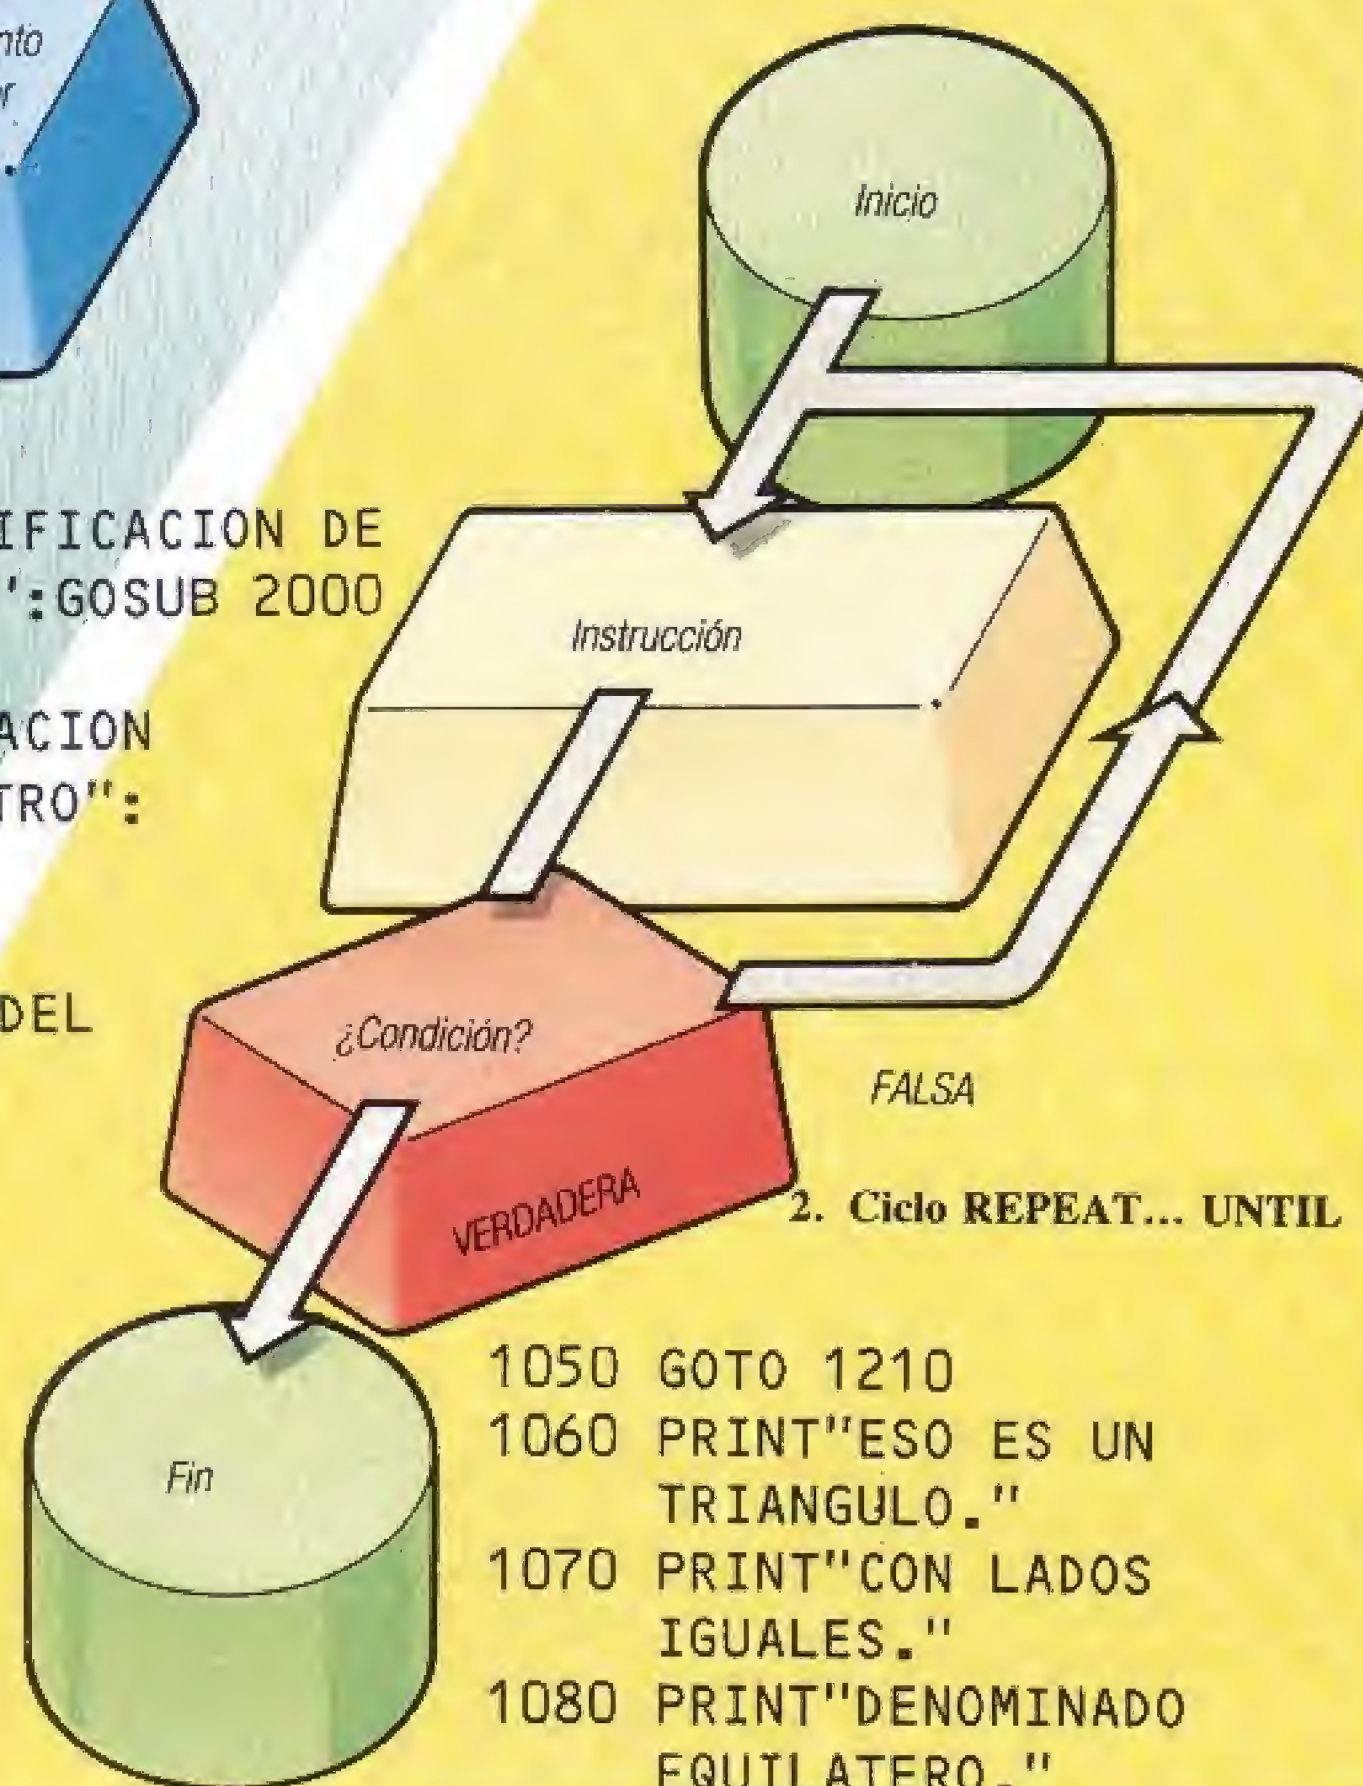 Inicio
IFICACION DE
":GOSUB 2000
Instrucción
ACION
TRO":
DEL
¿Condición?
FALSA
VERDADERA
2. Ciclo REPEAT... UNTIL
Fin
1050 GOTO 1210
1060 PRINT"ESO ES UN
TRIANGULO."
1070 PRINT"CON LADOS
IGUALES."
1080 PRINT"DENOMINADO
EQUILATERO."